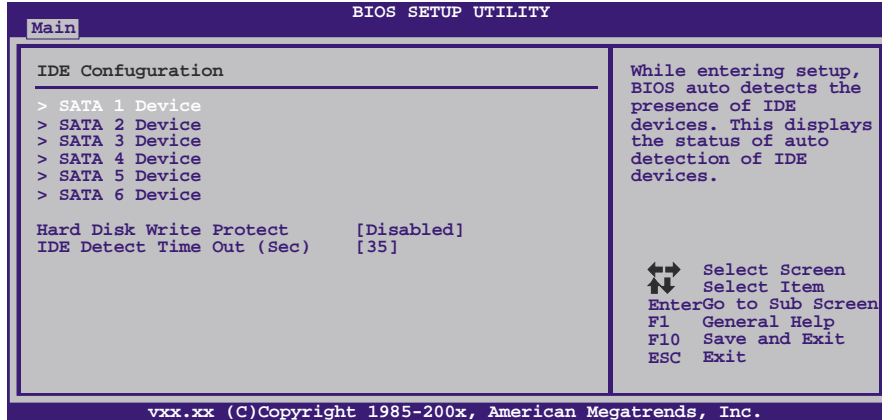 BIOS SETUP UTILITY
Main
IDE Confuguration
> SATA 1 Device
> SATA 2 Device
> SATA 3 Device
> SATA 4 Device
> SATA 5 Device
> SATA 6 Device
Hard Disk Write Protect [Disabled]
IDE Detect Time Out (Sec) [35]
While entering setup,
BIOS auto detects the
presence of IDE
devices. This displays
the status of auto
detection of IDE
devices.
Select Screen
Select Item
EnterGo to Sub Screen
F1 General Help
F10 Save and Exit
ESC Exit
vxx.xx (C)Copyright 1985-200x, American Megatrends, Inc.